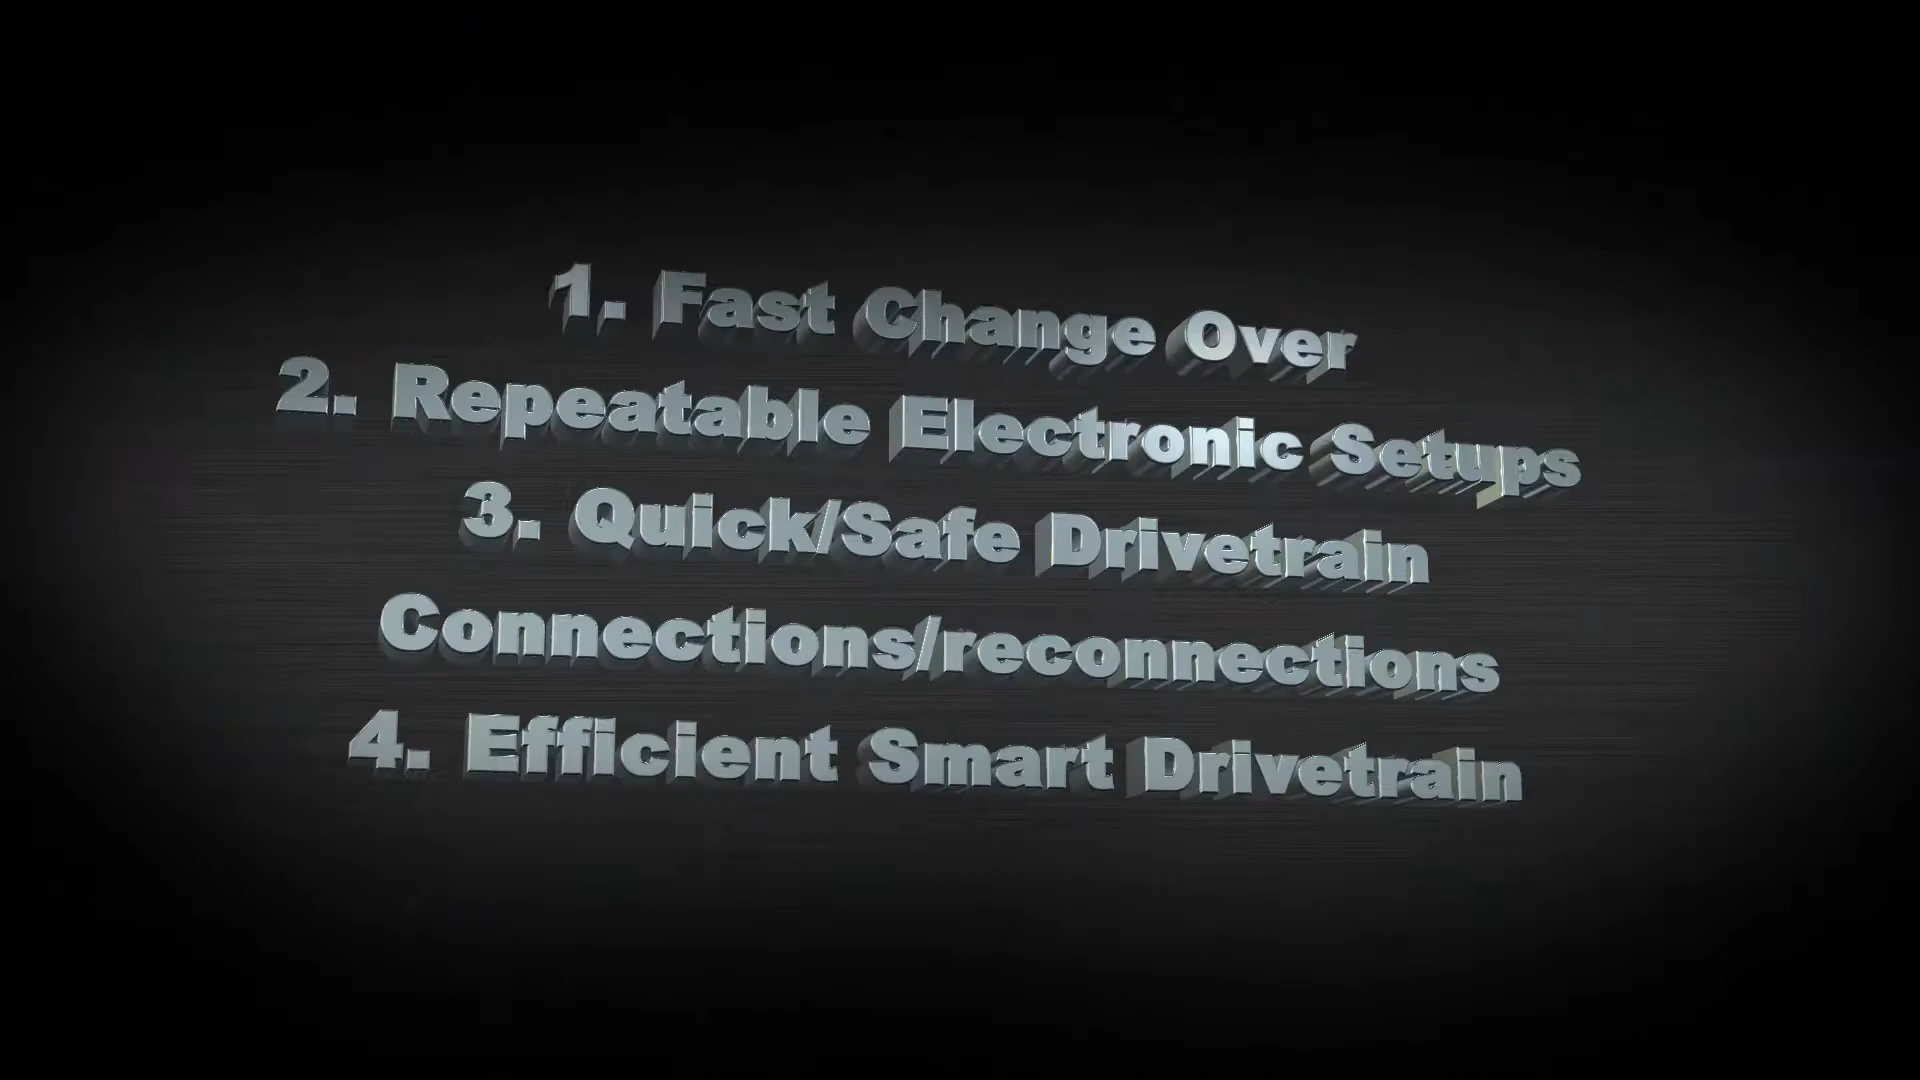 1. Fast Change Over
2. Repeatable Electronic Setups
3. Quick/Safe Drivetrain
Connections/reconnections
4. Efficient Smart Drivetrain